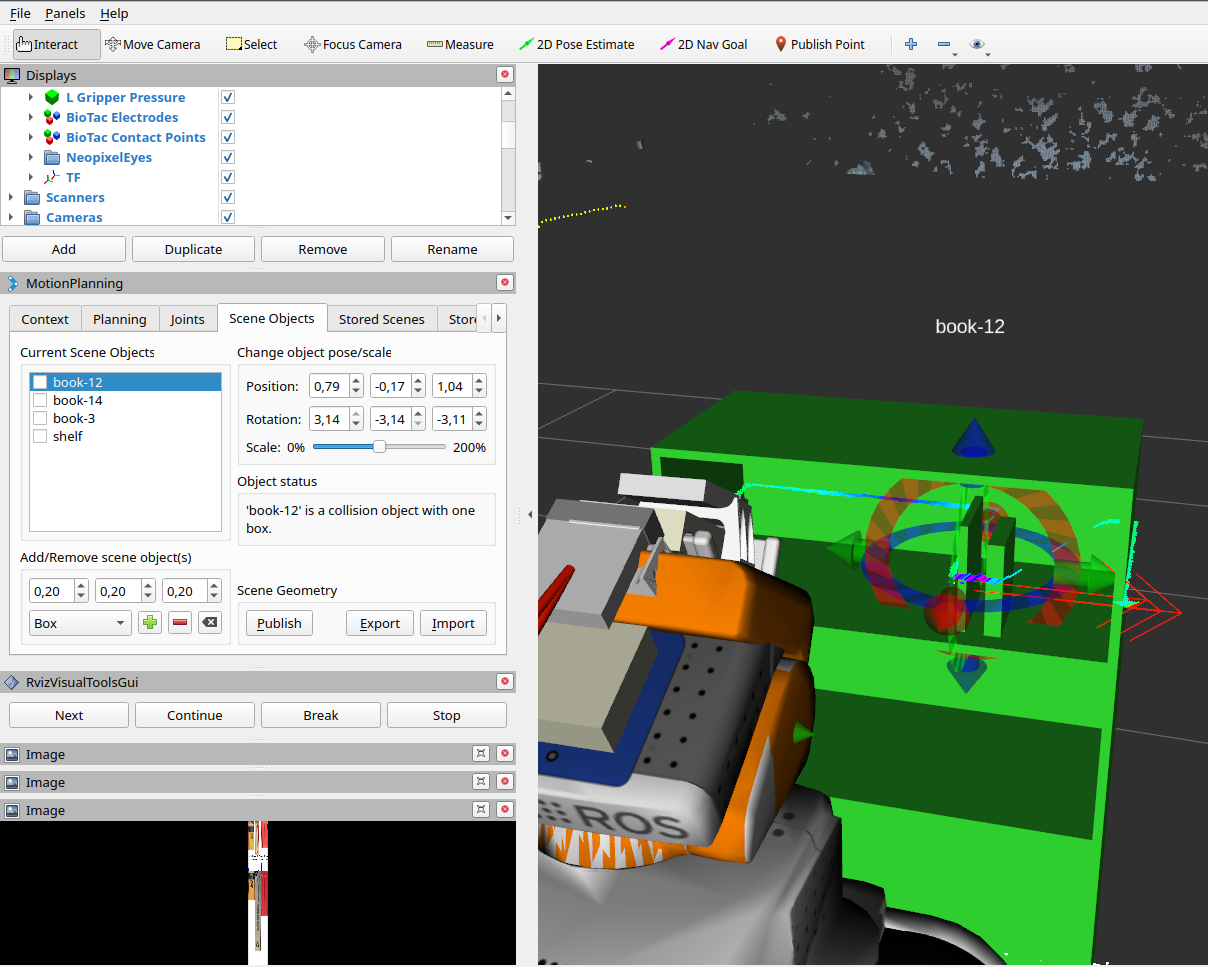 File Panels Help
Interact Move Camera Select Focus Camera Measure 2D Pose Estimate 2D Nav Goal Publish Point
Displays
L Gripper Pressure
BioTac Electrodes
BioTac Contact Points
NeopixelEyes
TF
Scanners
Cameras
Add Duplicate Remove Rename
MotionPlanning
Context Planning Joints Scene Objects Stored Scenes Store
Current Scene Objects
book-12
book-14
book-3
shelf
Change object pose/scale
Position: 0,79 -0,17 1,04
Rotation: 3,14 -3,14 -3,11
Scale: 0% 200%
Object status
'book-12' is a collision object with one
box.
Add/Remove scene object(s)
0,20 0,20 0,20
Box
Scene Geometry
Publish Export Import
RvizVisualToolsGui
Next Continue Break Stop
Image
Image
Image
book-12
ROS